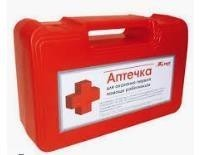 Аптечка
для оказания первой
помощи работникам